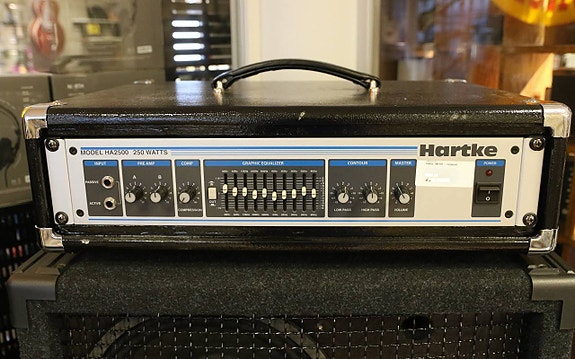 MODEL HA2500 250 WATTS
Hartke
INPUT
PRE AMP
COMP
GRAPHIC EQUALIZER
CONTOUR
MASTER
POWER
PASSIVE
A
B
ACTIVE
COMPRESSION
LOW PASS
HIGH PASS
VOLUME